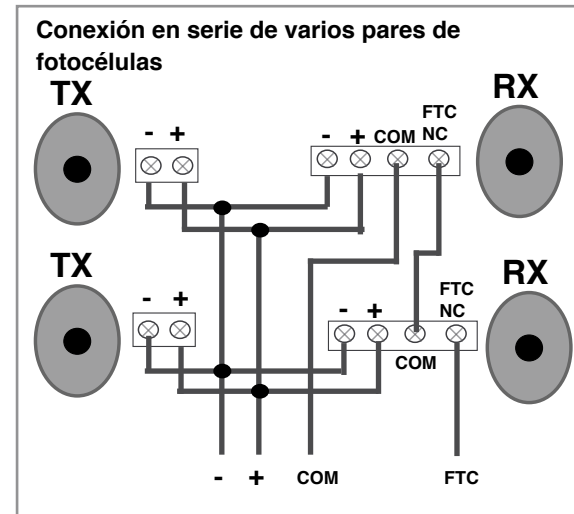 Conexión en serie de varios pares de
fotocélulas
TX
RX
- +
- + COM FTC
NC
TX
RX
- +
- + FTC
NC
COM
- + COM FTC